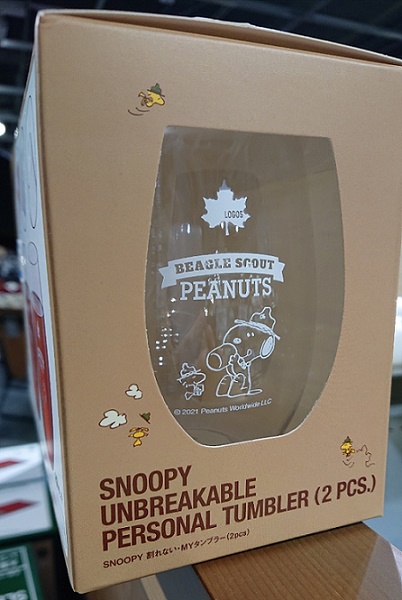 LOGOS
BEAGLE SCOUT
PEANUTS
© 2021 Peanuts Worldwide LLC
SNOOPY
UNBREAKABLE
PERSONAL TUMBLER (2 PCS.)
SNOOPY 割れない・MYタンブラー(2pcs)